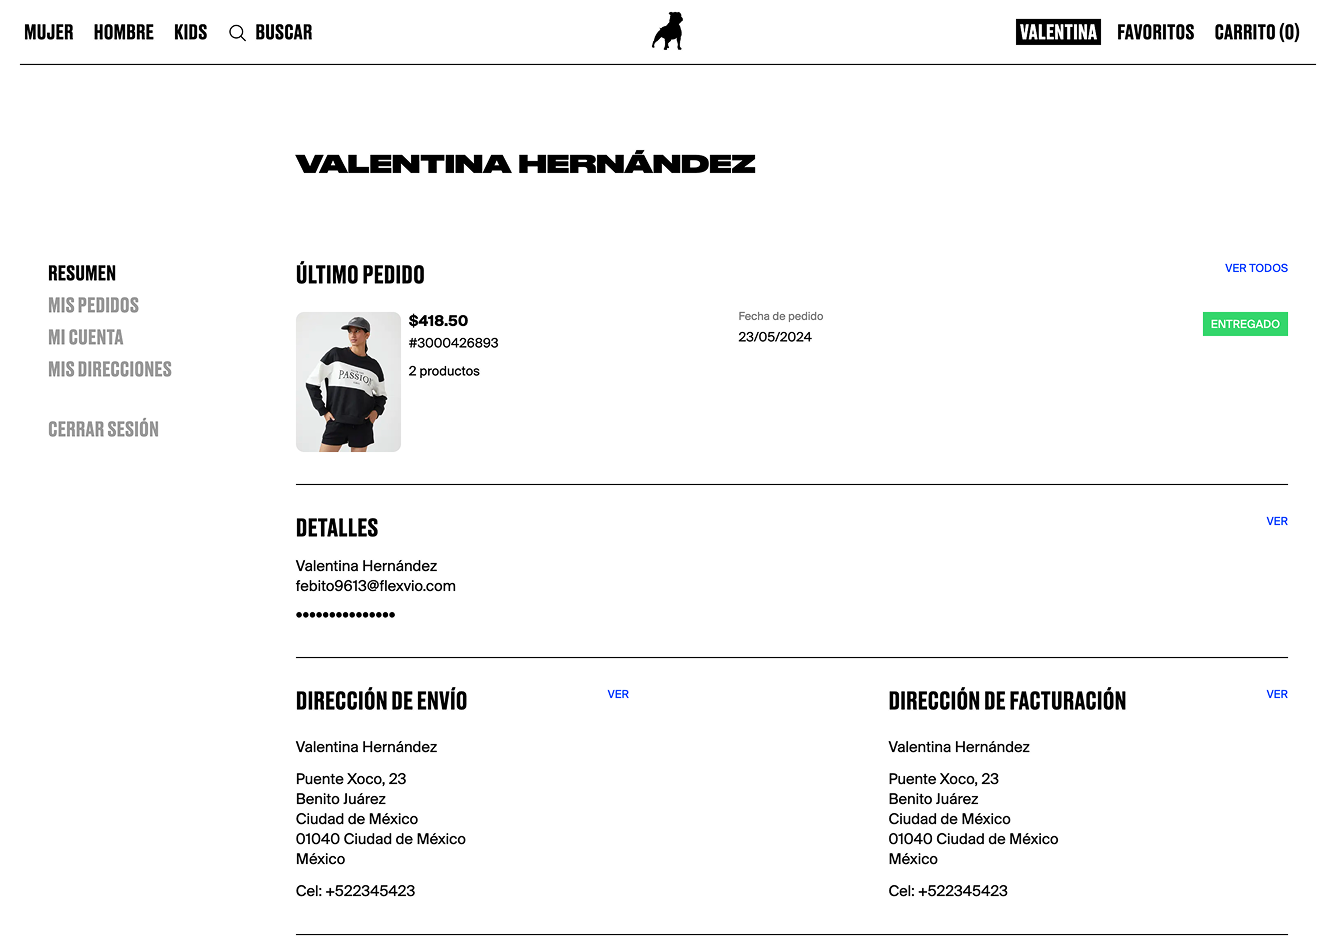 MUJER HOMBRE KIDS BUSCAR VALENTINA FAVORITOS CARRITO (0)
VALENTINA HERNÁNDEZ
RESUMEN
MIS PEDIDOS
MI CUENTA
MIS DIRECCIONES
CERRAR SESIÓN
ÚLTIMO PEDIDO
VER TODOS
PASSION
$418.50
#3000426893
2 productos
Fecha de pedido
23/05/2024
ENTREGADO
DETALLES
VER
Valentina Hernández
febito9613@flexvio.com
•••••••••••••••
DIRECCIÓN DE ENVÍO
VER
Valentina Hernández
Puente Xoco, 23
Benito Juárez
Ciudad de México
01040 Ciudad de México
México
Cel: +522345423
DIRECCIÓN DE FACTURACIÓN
VER
Valentina Hernández
Puente Xoco, 23
Benito Juárez
Ciudad de México
01040 Ciudad de México
México
Cel: +522345423